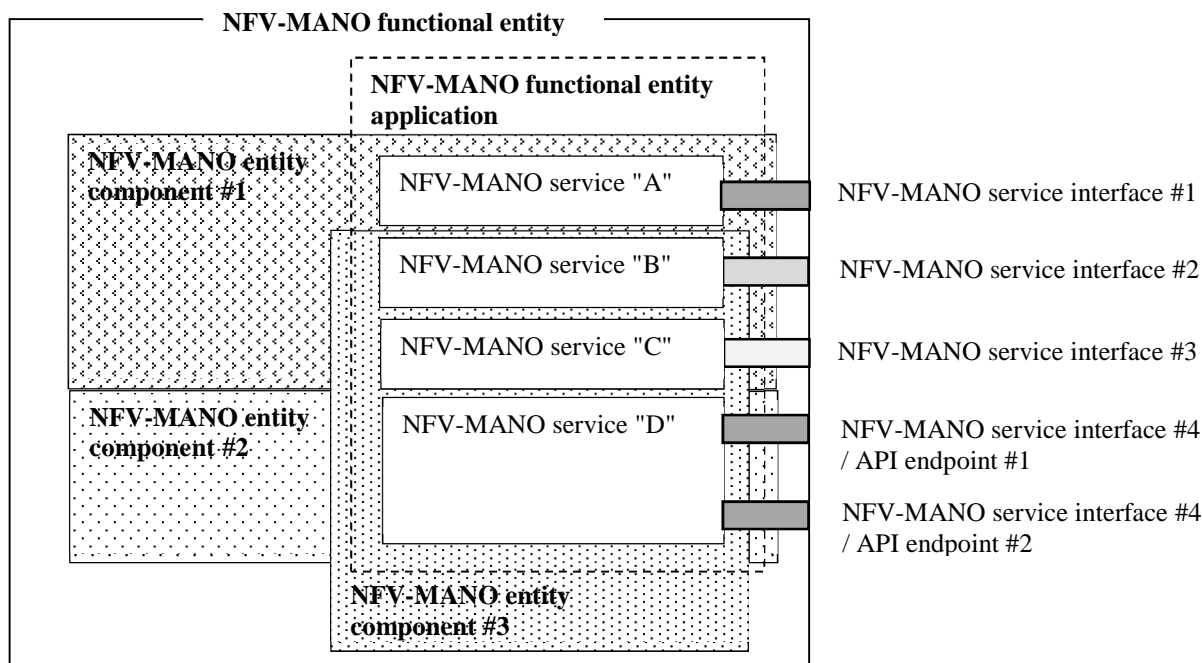 NFV-MANO functional entity
NFV-MANO functional entity
application
NFV-MANO entity
component #1
NFV-MANO service "A"
NFV-MANO service interface #1
NFV-MANO service "B"
NFV-MANO service interface #2
NFV-MANO service "C"
NFV-MANO service interface #3
NFV-MANO entity
component #2
NFV-MANO service "D"
NFV-MANO service interface #4
/ API endpoint #1
NFV-MANO service interface #4
/ API endpoint #2
NFV-MANO entity
component #3